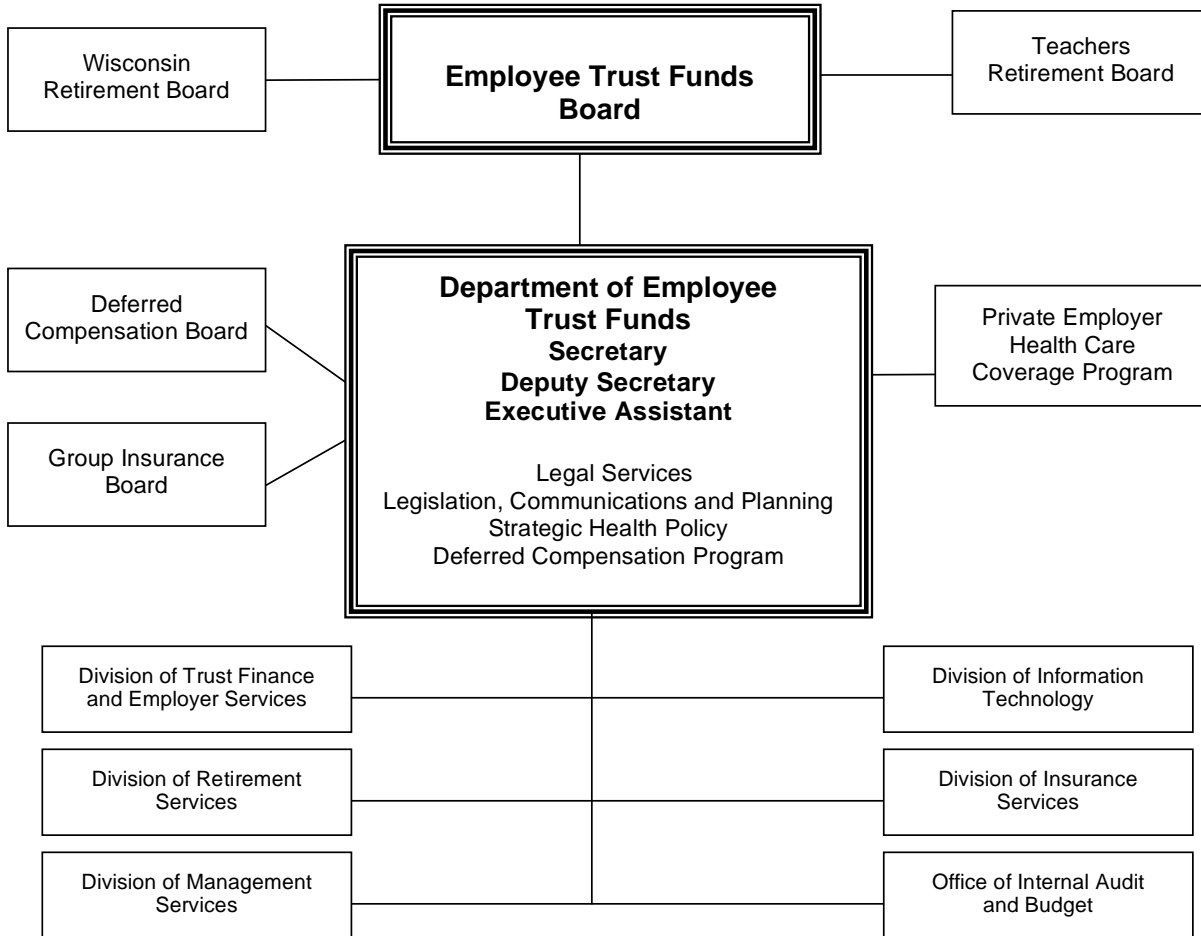 Wisconsin
Retirement Board
Employee Trust Funds
Board
Teachers
Retirement Board
Deferred
Compensation Board
Group Insurance
Board
Department of Employee
Trust Funds
Secretary
Deputy Secretary
Executive Assistant
Legal Services
Legislation, Communications and Planning
Strategic Health Policy
Deferred Compensation Program
Private Employer
Health Care
Coverage Program
Division of Trust Finance
and Employer Services
Division of Information
Technology
Division of Retirement
Services
Division of Insurance
Services
Division of Management
Services
Office of Internal Audit
and Budget